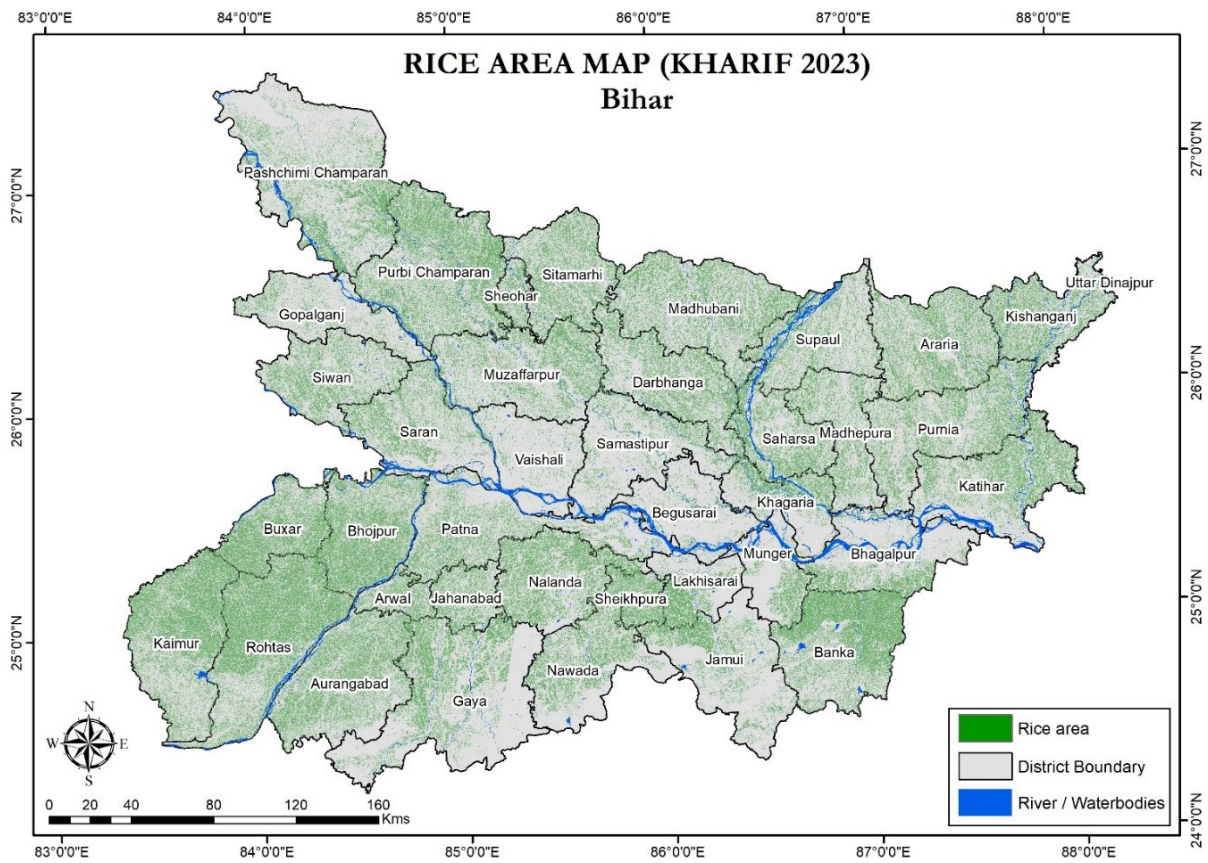 83°0'0"E
84°0'0"E
85°0'0"E
86°0'0"E
87°0'0"E
88°0'0"E
RICE AREA MAP (KHARIF 2023)
Bihar
27°0'0"N
27°0'0"N
Pashchimi Champaran
Purbi Champaran
Sheohar
Sitamarhi
Madhubani
Uttar Dinajpur
Kishanganj
Gopalganj
Supaul
Araria
Siwan
Muzaffarpur
Darbhanga
26°0'0"N
26°0'0"N
Saran
Vaishali
Samastipur
Saharsa
Madhepura
Purnia
Katihar
Khagaria
Begusarai
Buxar
Bhojpur
Patna
Munger
Bhagalpur
Lakhisarai
Nalanda
Sheikhpura
Arwal
Jahanabad
25°0'0"N
25°0'0"N
Kaimur
Rohtas
Aurangabad
Gaya
Nawada
Jamui
Banka
N
W
E
S
0 20 40 80 120 160
Kms
Rice area
District Boundary
River / Waterbodies
24°0'0"N
83°0'0"E
84°0'0"E
85°0'0"E
86°0'0"E
87°0'0"E
88°0'0"E